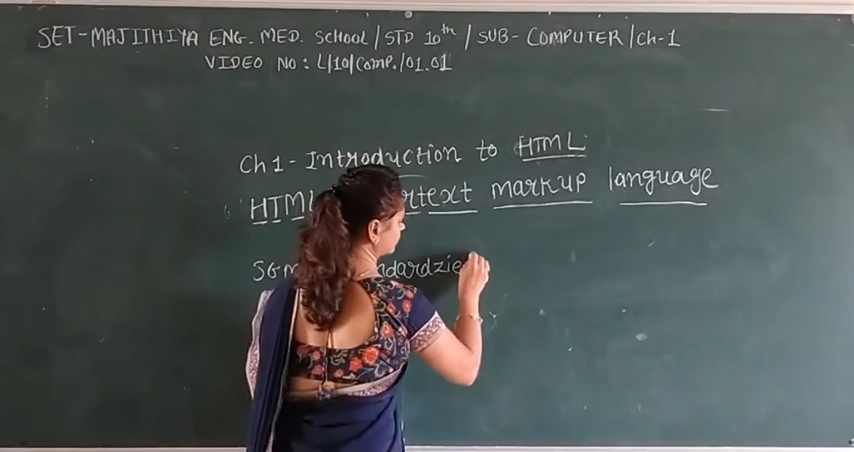 SET-MAJITHIYA ENG. MED. SCHOOL / STD 10th / SUB- COMPUTER / Ch-1
VIDEO NO : L/10/COMP./01.01
Ch 1 - Introduction to HTML
HTML text markup language